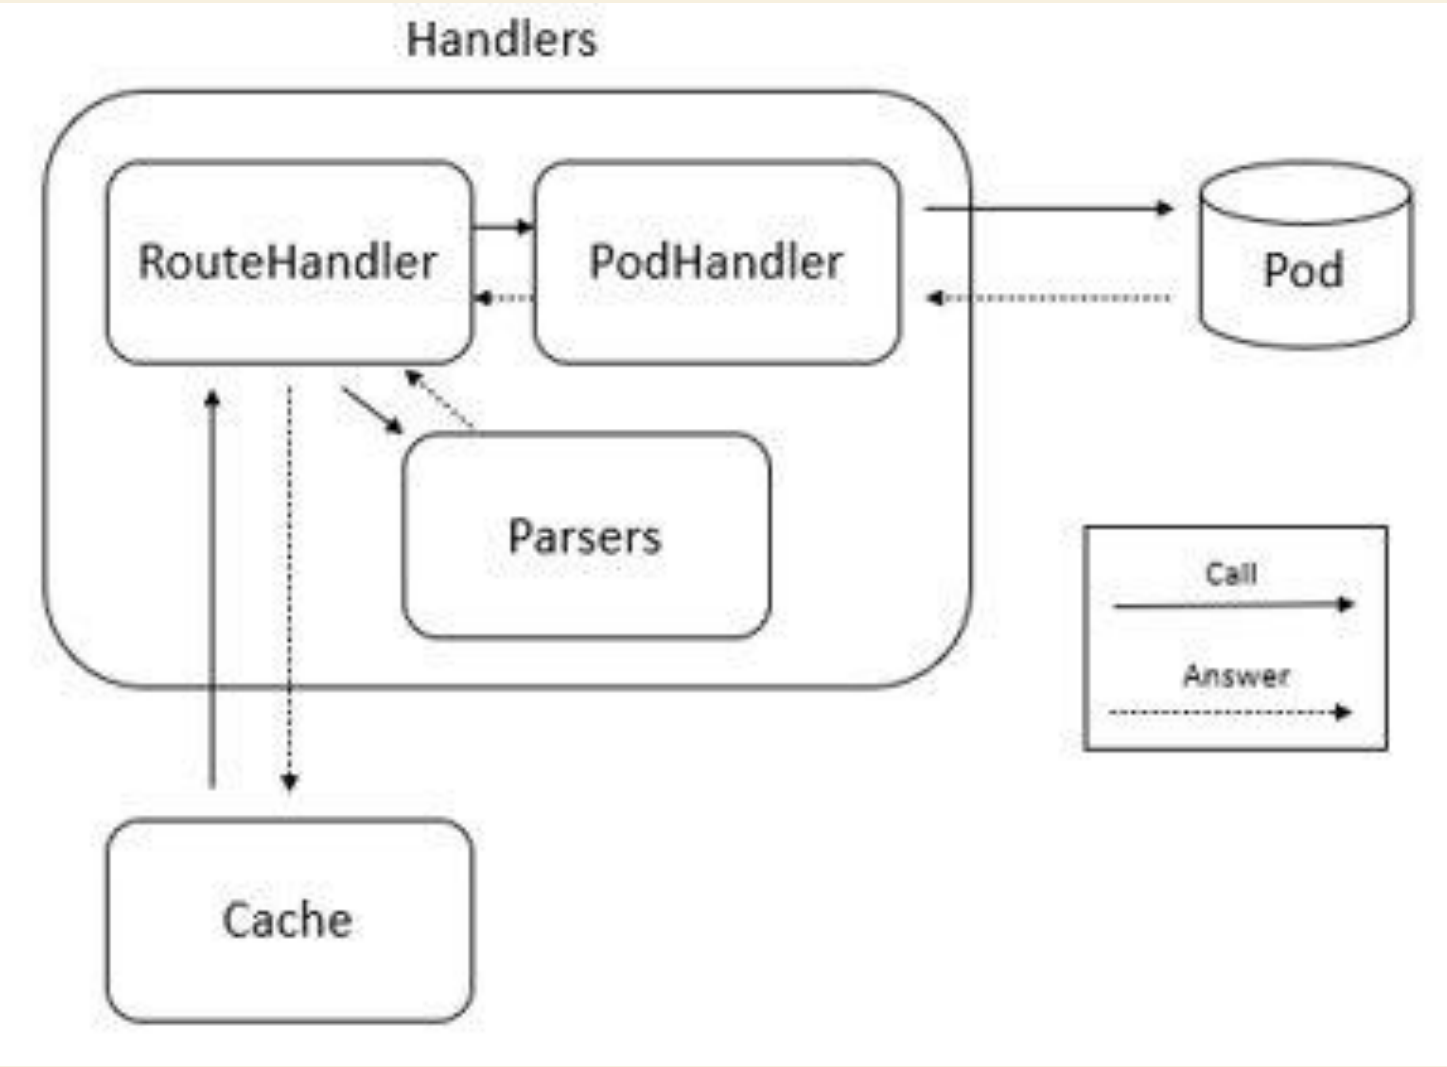 Handlers
RouteHandler
PodHandler
Pod
Parsers
Call
Answer
Cache